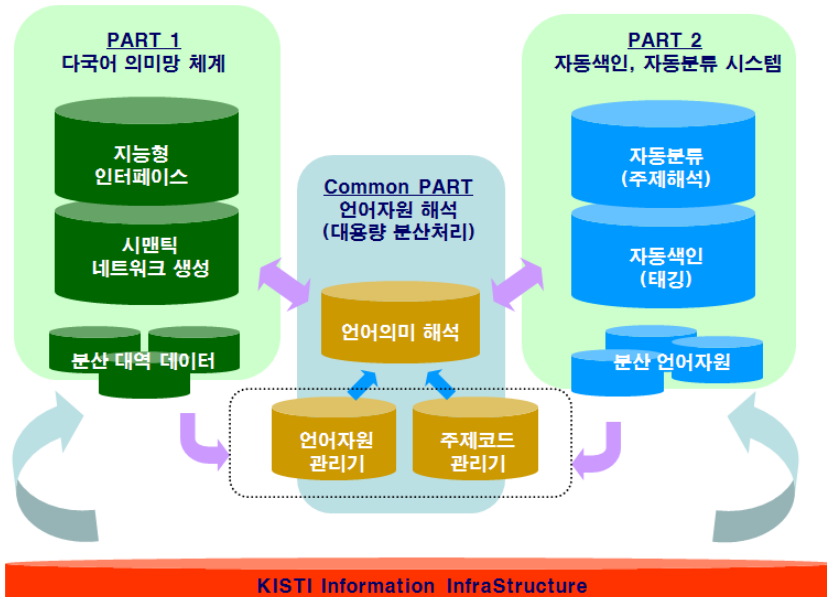 PART 1
다국어 의미망 체계
지능형
인터페이스
시맨틱
네트워크 생성
분산 대역 데이터
Common PART
언어자원 해석
(대용량 분산처리)
언어의미 해석
언어자원
관리기
주제코드
관리기
PART 2
자동색인, 자동분류 시스템
자동분류
(주제해석)
자동색인
(태깅)
분산 언어자원
KISTI Information InfraStructure